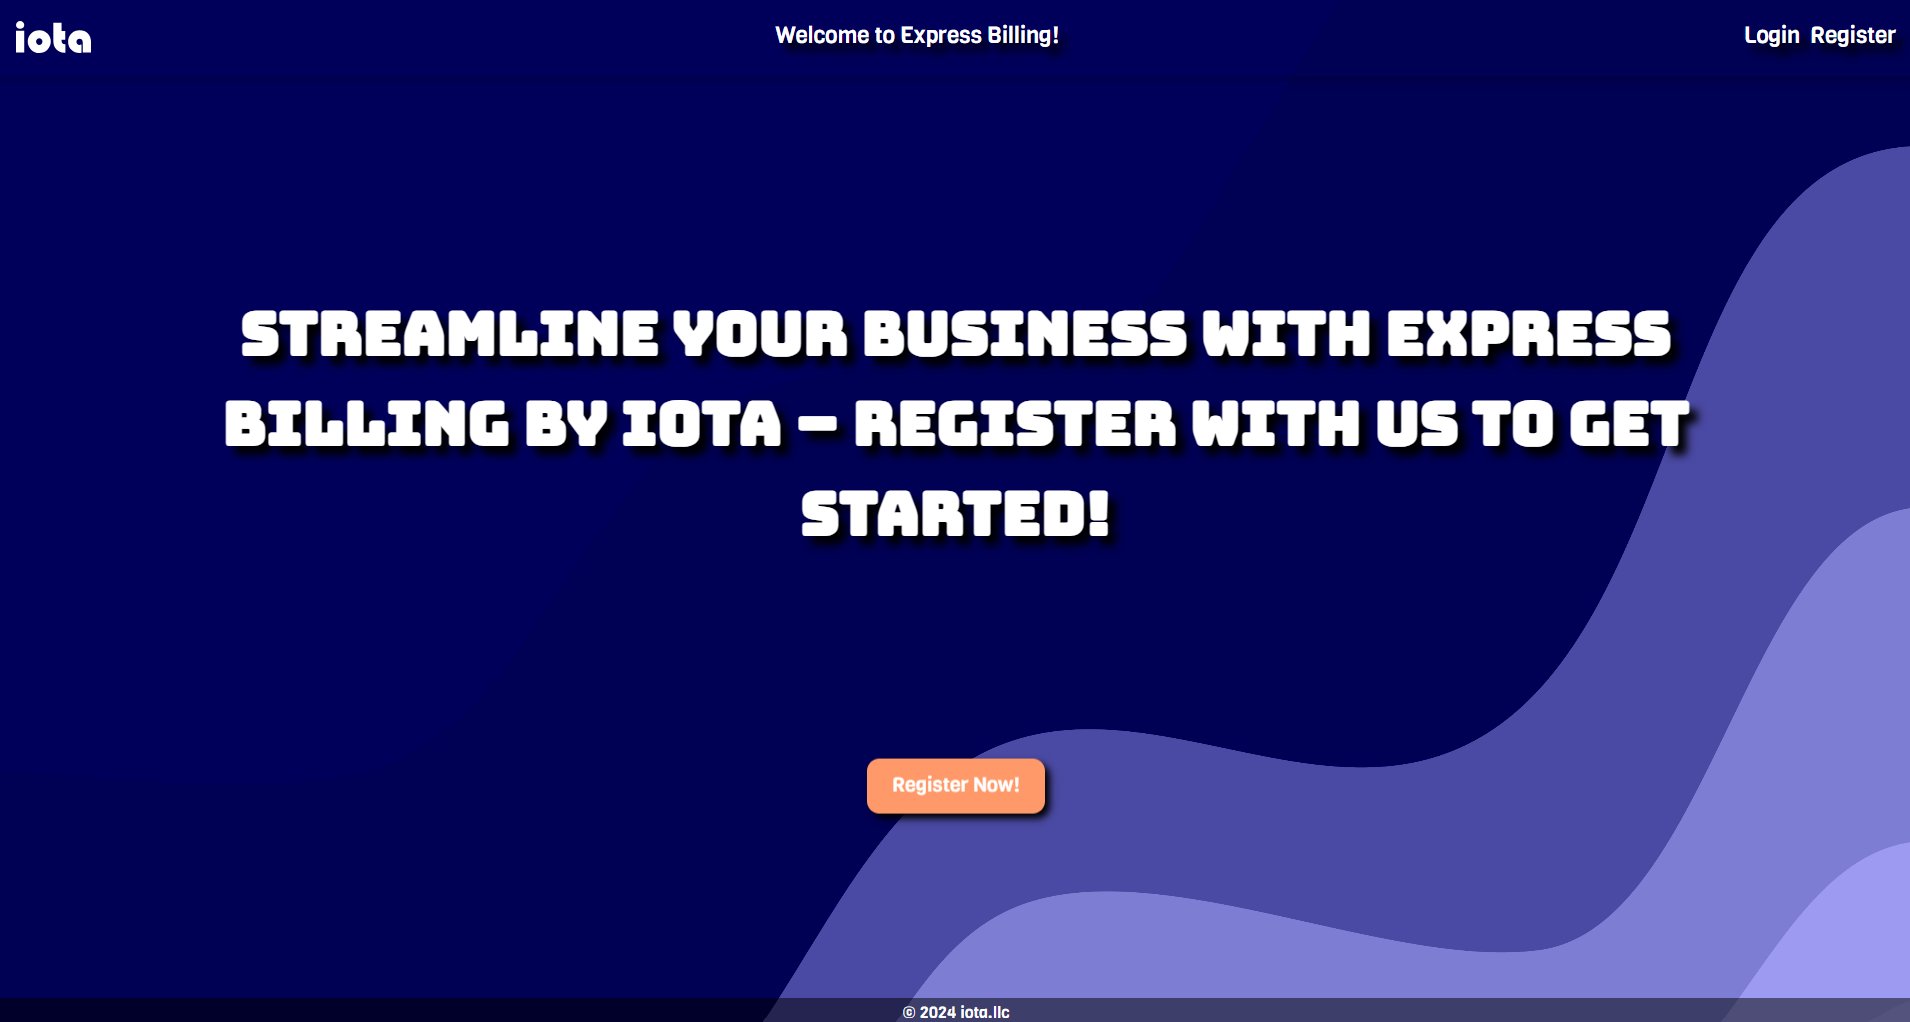 iota
Welcome to Express Billing!
Login Register
STREAMLINE YOUR BUSINESS WITH EXPRESS
BILLING BY IOTA – REGISTER WITH US TO GET
STARTED!
Register Now!
© 2024 iota.llc